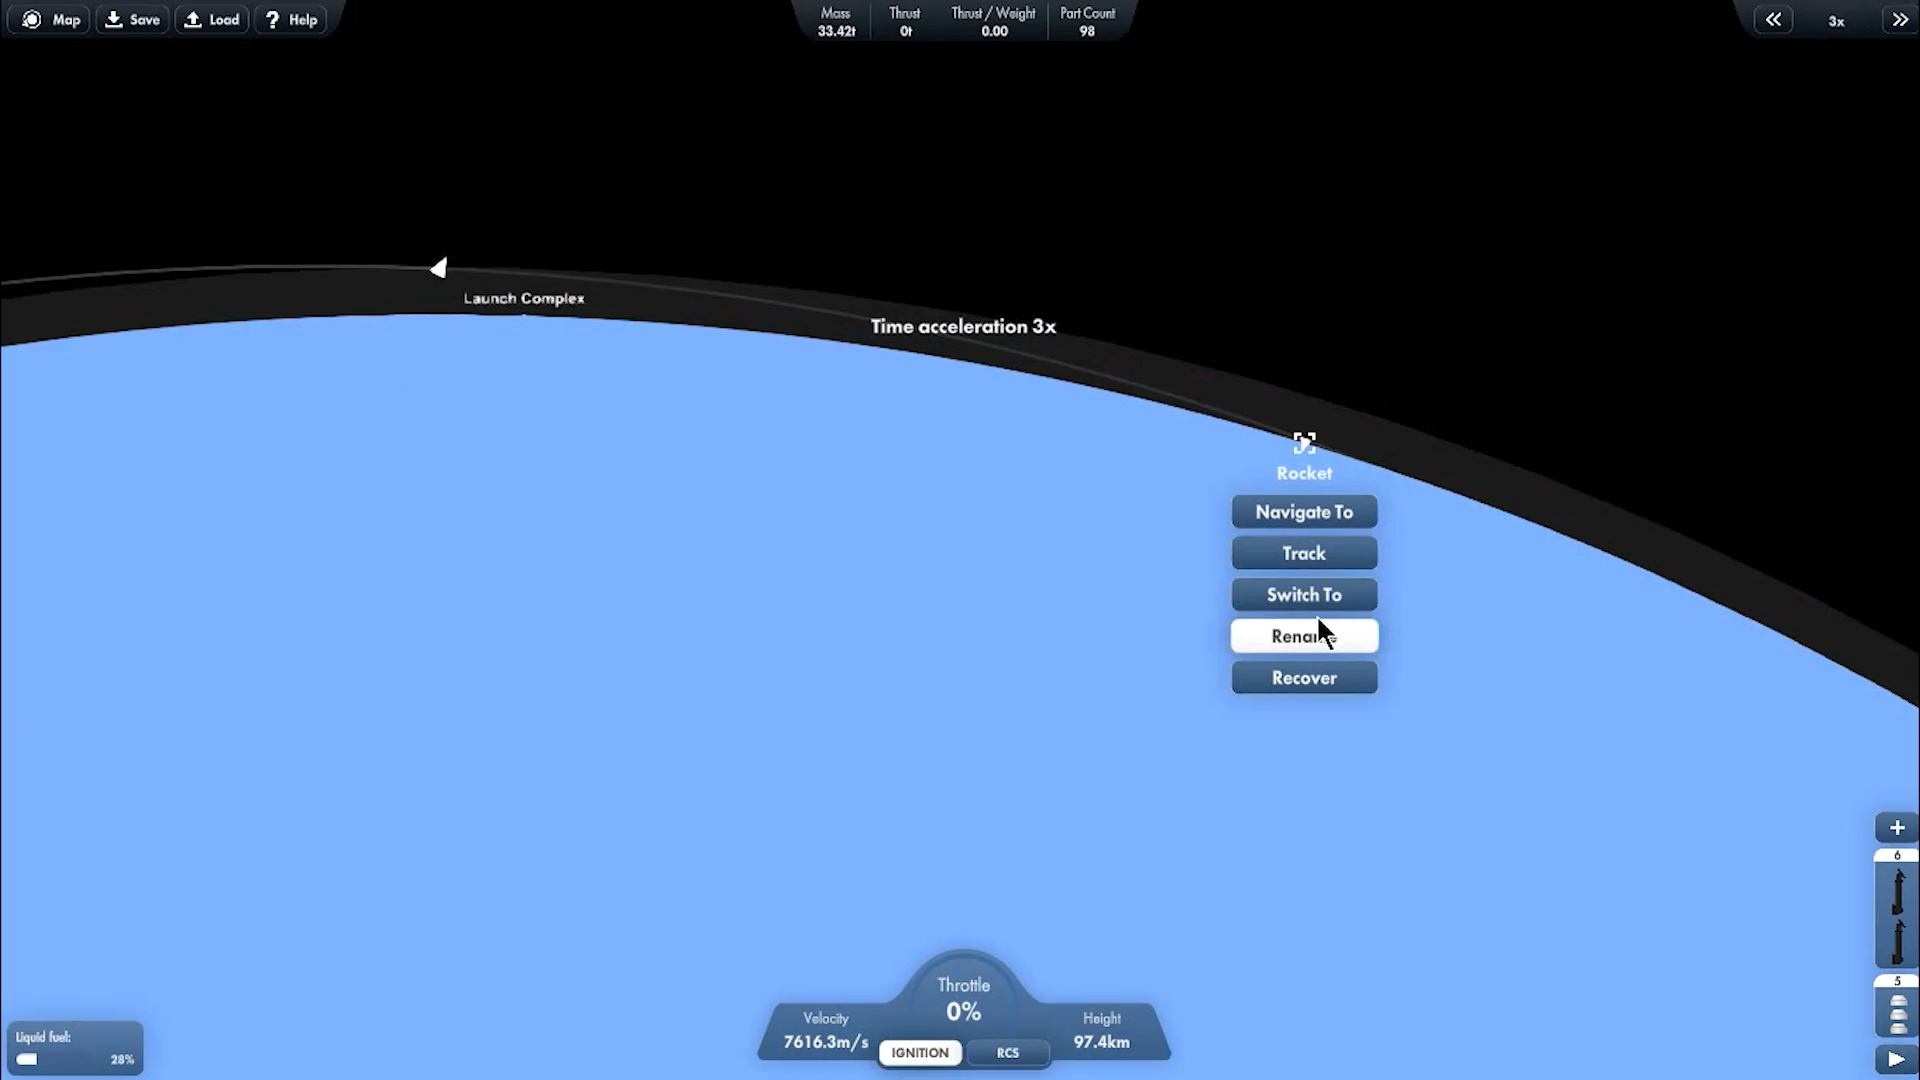 Map
Save
Load
? Help
Mass
33.42t
Thrust
0t
Thrust / Weight
0.00
Part Count
98
3x
Launch Complex
Time acceleration 3x
Rocket
Navigate To
Track
Switch To
Rename
Recover
6
5
Throttle
0%
Velocity
7616.3m/s
Height
97.4km
IGNITION
RCS
Liquid fuel:
28%